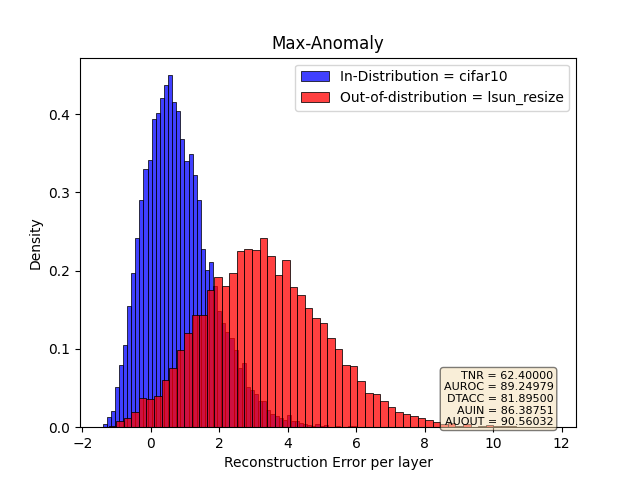 Max-Anomaly
In-Distribution = cifar10
Out-of-distribution = lsun_resize
0.4
0.3
0.2
0.1
0.0
Density
TNR = 62.40000
AUROC = 89.24979
DTACC = 81.89500
AUIN = 86.38751
AUOUT = 90.56032
−2 0 2 4 6 8 10 12
Reconstruction Error per layer